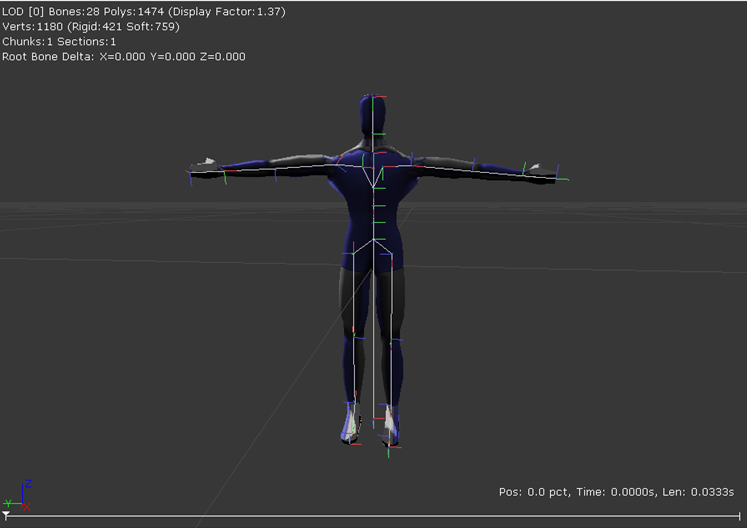 LOD [0] Bones:28 Polys:1474 (Display Factor:1.37)
Verts:1180 (Rigid:421 Soft:759)
Chunks:1 Sections:1
Root Bone Delta: X=0.000 Y=0.000 Z=0.000
Z
Y
X
Pos: 0.0 pct, Time: 0.0000s, Len: 0.0333s